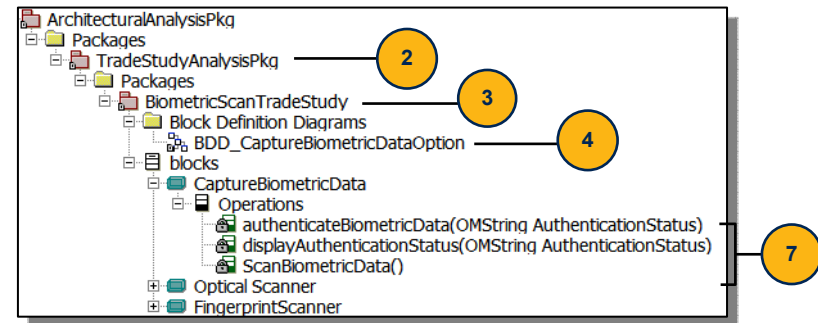 ArchitecturalAnalysisPkg
Packages
TradeStudyAnalysisPkg
2
Packages
BiometricScanTradeStudy
3
Block Definition Diagrams
BDD_CaptureBiometricDataOption
4
blocks
CaptureBiometricData
Operations
authenticateBiometricData(OMString AuthenticationStatus)
displayAuthenticationStatus(OMString AuthenticationStatus)
7
ScanBiometricData()
Optical Scanner
FingerprintScanner